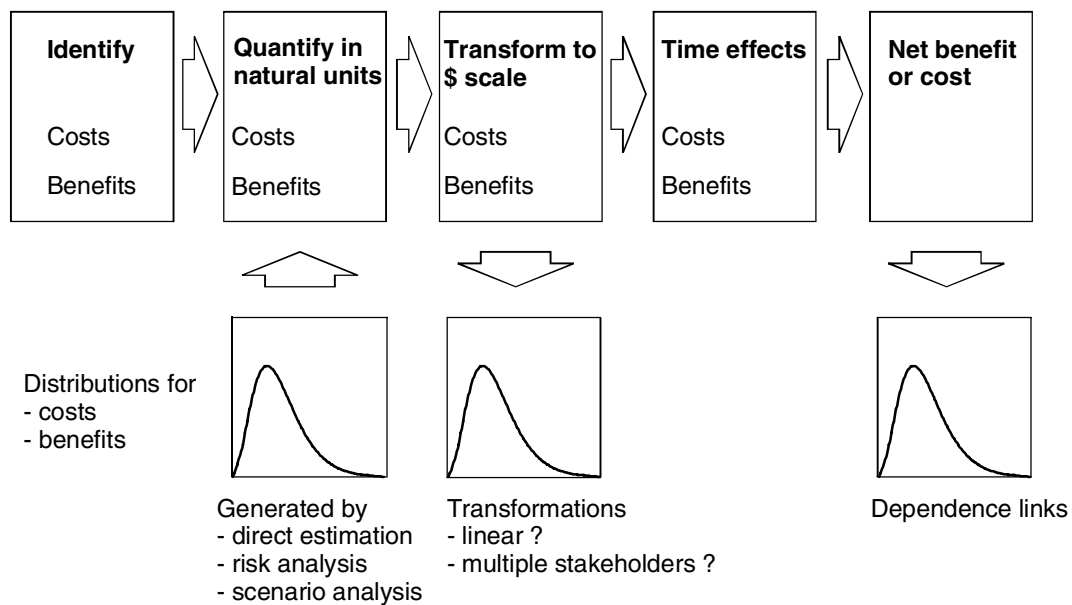 Identify
Costs
Benefits
Quantify in
natural units
Costs
Benefits
Transform to
$ scale
Costs
Benefits
Time effects
Costs
Benefits
Net benefit
or cost
Distributions for
- costs
- benefits
Generated by
- direct estimation
- risk analysis
- scenario analysis
Transformations
- linear ?
- multiple stakeholders ?
Dependence links